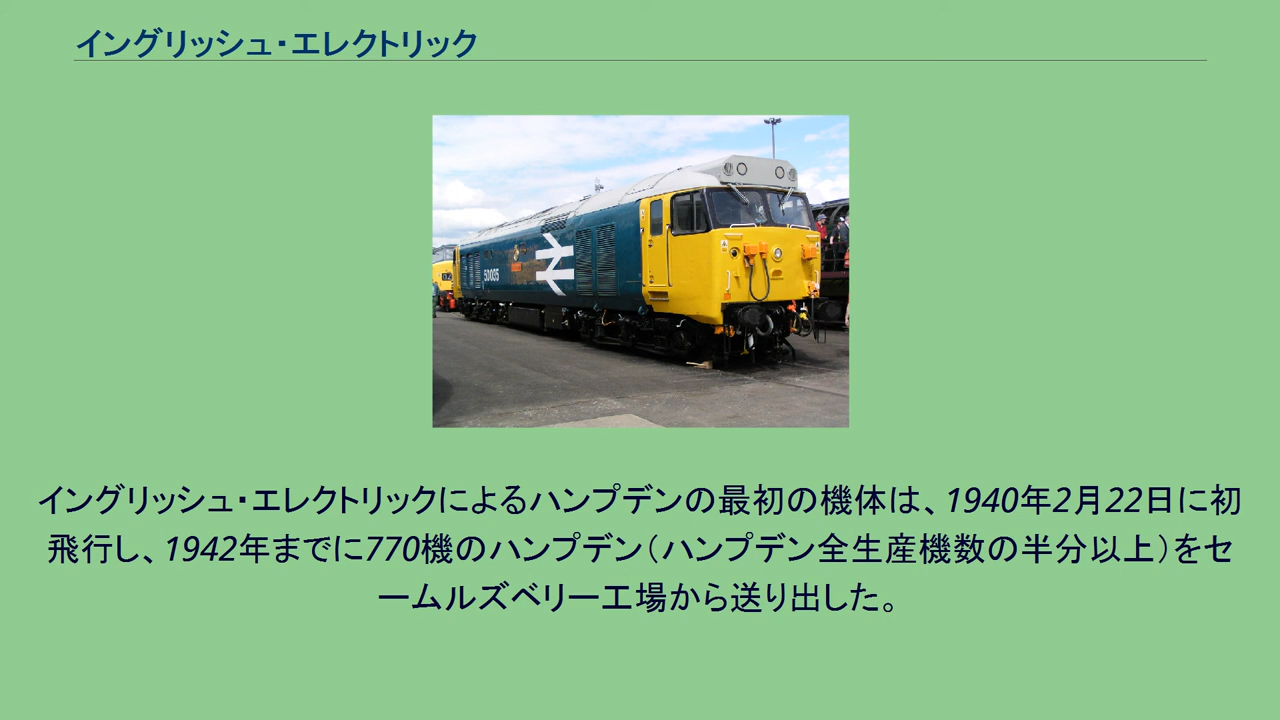 イングリッシュ・エレクトリック
50035
イングリッシュ・エレクトリックによるハンプデンの最初の機体は、1940年2月22日に初
飛行し、1942年までに770機のハンプデン（ハンプデン全生産機数の半分以上）をセ
ームルズベリー工場から送り出した。